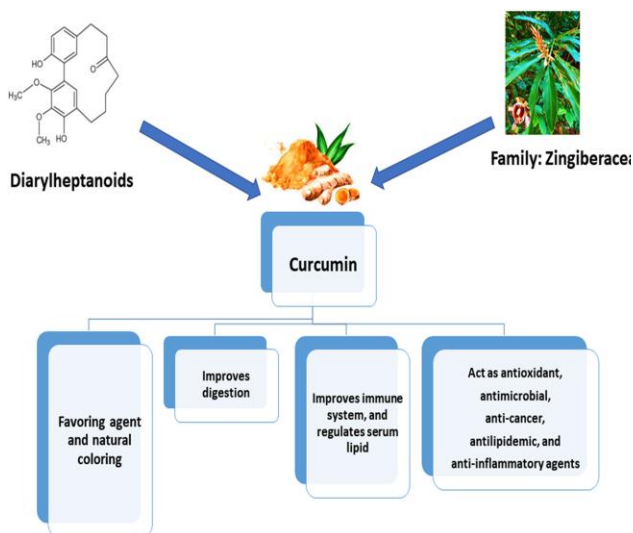 O
HO
H₃C
O
H₃C
O
HO
Diarylheptanoids
Family: Zingiberacea
Curcumin
Favoring agent
and natural
coloring
Improves
digestion
Improves immune
system, and
regulates serum
lipid
Act as antioxidant,
antimicrobial,
anti-cancer,
antilipidemic, and
anti-inflammatory agents